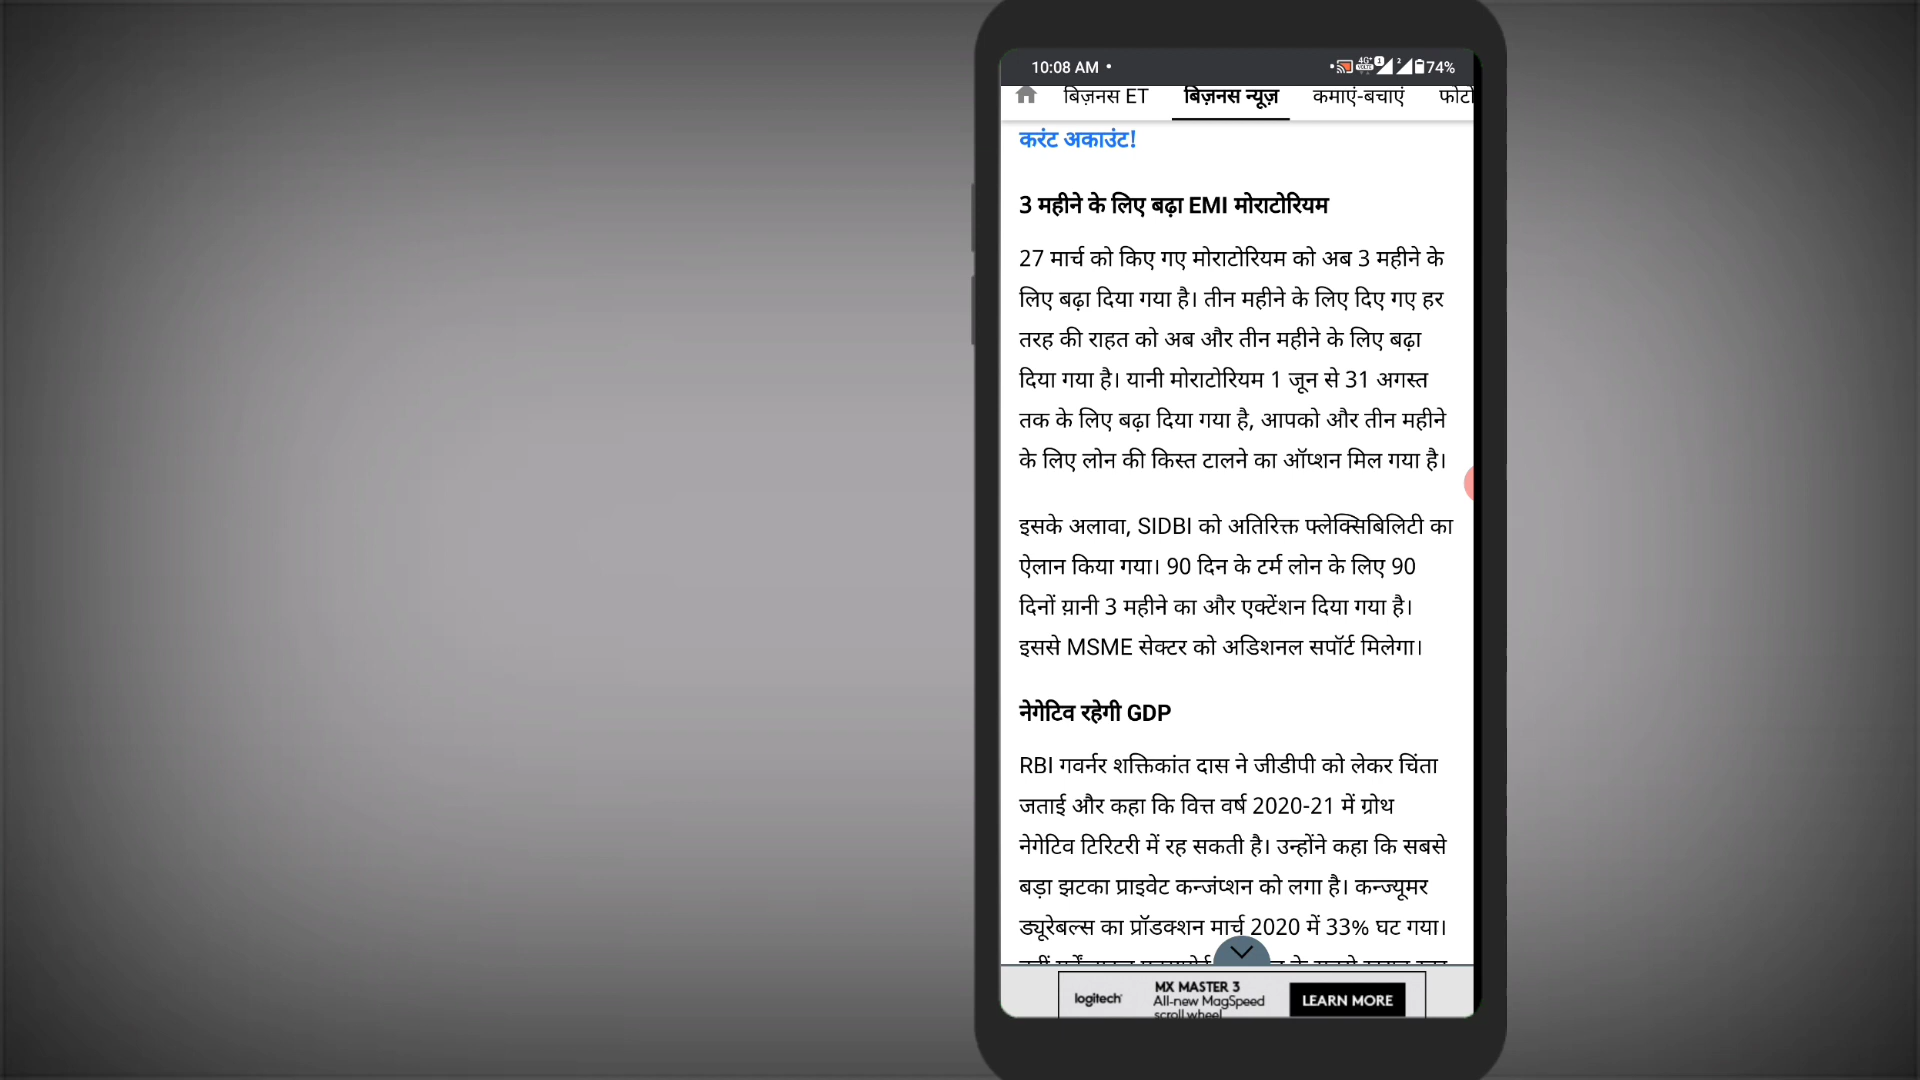 10:08 AM
74%
बिज़नस ET बिज़नस न्यूज़ कमाएं-बचाएं
करंट अकाउंट!
3 महीने के लिए बढ़ा EMI मोराटोरियम
27 मार्च को किए गए मोराटोरियम को अब 3 महीने के
लिए बढ़ा दिया गया है। तीन महीने के लिए दिए गए हर
तरह की राहत को अब और तीन महीने के लिए बढ़ा
दिया गया है। यानी मोराटोरियम 1 जून से 31 अगस्त
तक के लिए बढ़ा दिया गया है, आपको और तीन महीने
के लिए लोन की किस्त टालने का ऑप्शन मिल गया है।
इसके अलावा, SIDBI को अतिरिक्त फ्लेक्सिबिलिटी का
ऐलान किया गया। 90 दिन के टर्म लोन के लिए 90
दिनों य़ानी 3 महीने का और एक्टेंशन दिया गया है।
इससे MSME सेक्टर को अडिशनल सपॉर्ट मिलेगा।
नेगेटिव रहेगी GDP
RBI गवर्नर शक्तिकांत दास ने जीडीपी को लेकर चिंता
जताई और कहा कि वित्त वर्ष 2020-21 में ग्रोथ
नेगेटिव टिरिटरी में रह सकती है। उन्होंने कहा कि सबसे
बड़ा झटका प्राइवेट कन्जंप्शन को लगा है। कन्ज्यूमर
ड्यूरेबल्स का प्रॉडक्शन मार्च 2020 में 33% घट गया।
logitech
MX MASTER 3
All-new MagSpeed
scroll wheel
LEARN MORE